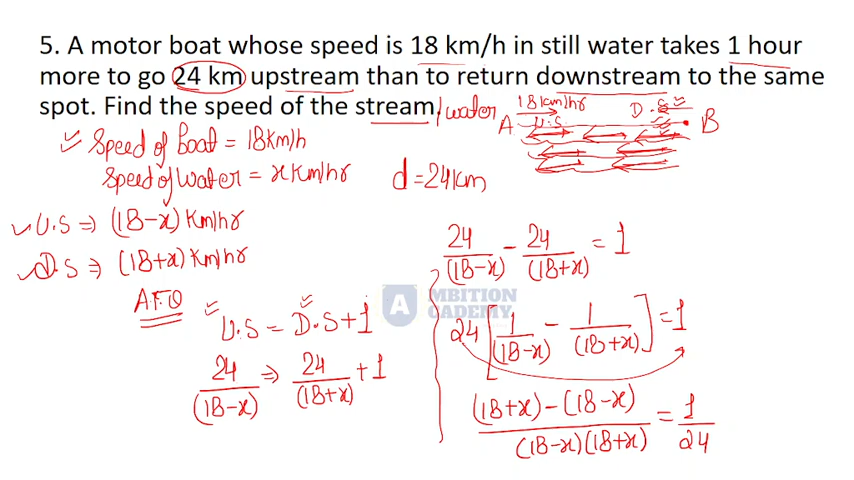 5. A motor boat whose speed is 18 km/h in still water takes 1 hour
more to go 24 km upstream than to return downstream to the same
spot. Find the speed of the stream. /water
A 18km/hr U.S D.S B
Speed of boat = 18km/h
Speed of water = x km/hr
d = 24km
U.S ⇒ (18-x) km/hr
D.S ⇒ (18+x) km/hr
A.F.Q
U.S = D.S + 1
24/(18-x) ⇒ 24/(18+x) + 1
24/(18-x) - 24/(18+x) = 1
AMBITION
ACADEMY
24 [1/(18-x) - 1/(18+x)] = 1
(18+x)-(18-x)/(18-x)(18+x) = 1/24